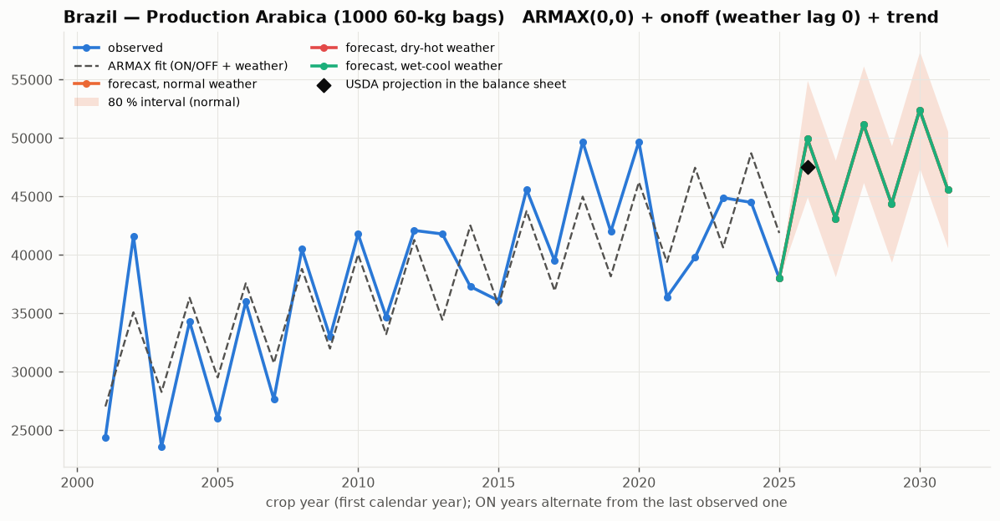 Brazil — Production Arabica (1000 60-kg bags)   ARMAX(0,0) + onoff (weather lag 0) + trend
observed
ARMAX fit (ON/OFF + weather)
forecast, normal weather
80 % interval (normal)
forecast, dry-hot weather
forecast, wet-cool weather
USDA projection in the balance sheet
55000
50000
45000
40000
35000
30000
25000
2000 2005 2010 2015 2020 2025 2030
crop year (first calendar year); ON years alternate from the last observed one